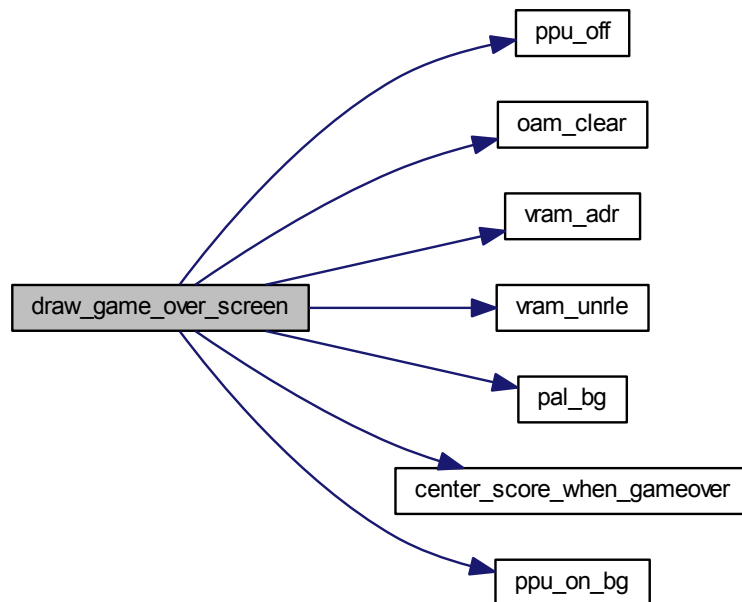 ppu_off
oam_clear
vram_adr
draw_game_over_screen
vram_unrle
pal_bg
center_score_when_gameover
ppu_on_bg